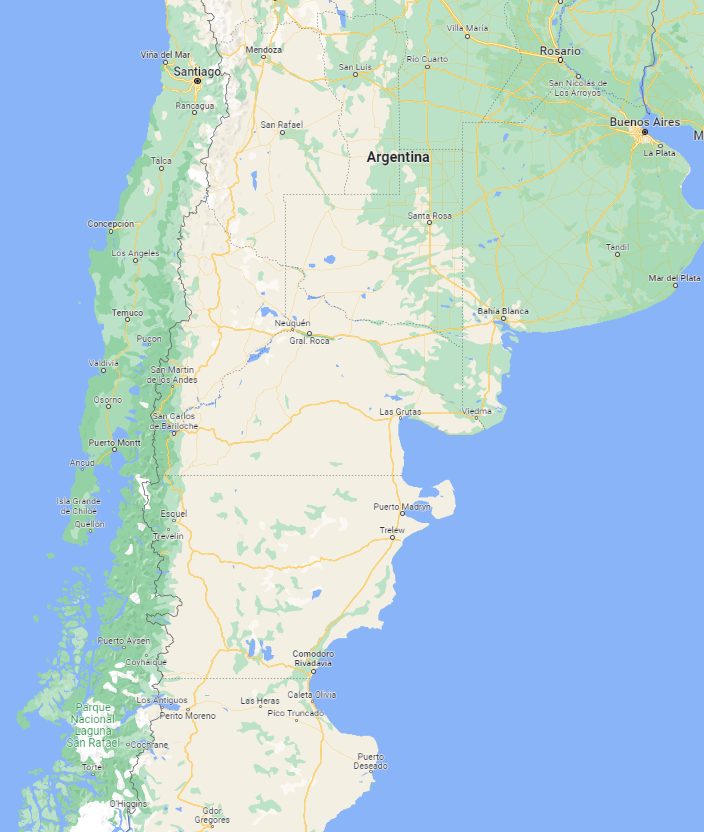 Villa María
Viña del Mar
Mendoza
Rosario
San Luis
Río Cuarto
Santiago
San Nicolás de
Los Arroyos
Rancagua
Buenos Aires
San Rafael
M
La Plata
Argentina
Talca
Santa Rosa
Concepción
Los Ángeles
Tandil
Mar del Plata
Temuco
Bahía Blanca
Neuquén
Pucon
Gral. Roca
Valdivia
San Martin
de los Andes
Osorno
San Carlos
de Bariloche
Las Grutas
Viedma
Puerto Montt
Ancud
Isla Grande
de Chiloé
Quellón
Esquel
Puerto Madryn
Trevelin
Trelew
Puerto Aysén
Coyhaique
Comodoro
Rivadavia
Los Antiguos
Las Heras
Caleta Olivia
Perito Moreno
Pico Truncado
Parque
Nacional
Laguna
San Rafael
Cochrane
Puerto
Deseado
Tortel
O'Higgins
Gdor.
Gregores